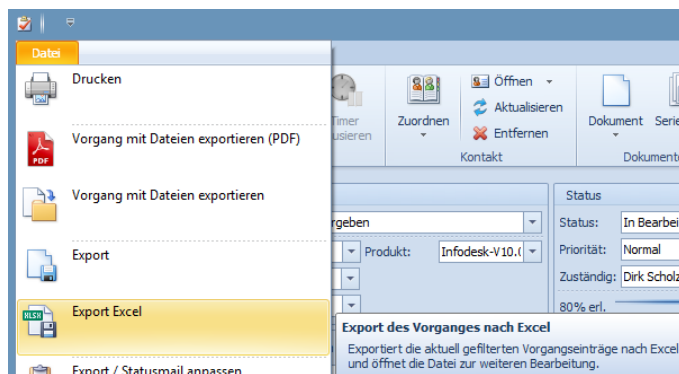 Datei
Drucken
Vorgang mit Dateien exportieren (PDF)
PDF
Vorgang mit Dateien exportieren
Export
Export Excel
XLSX
Export / Statusmail anpassen
Timer
Zuordnen
Öffnen
Aktualisieren
Entfernen
Kontakt
Dokument
Produkt:
Infodesk-V10.
Status
Status:
In
Priorität:
Normal
Zuständig:
Dirk Scholz
80% erl.
Export des Vorganges nach Excel
Exportiert die aktuell gefilterten Vorgangseinträge nach Excel
und öffnet die Datei zur weiteren Bearbeitung.